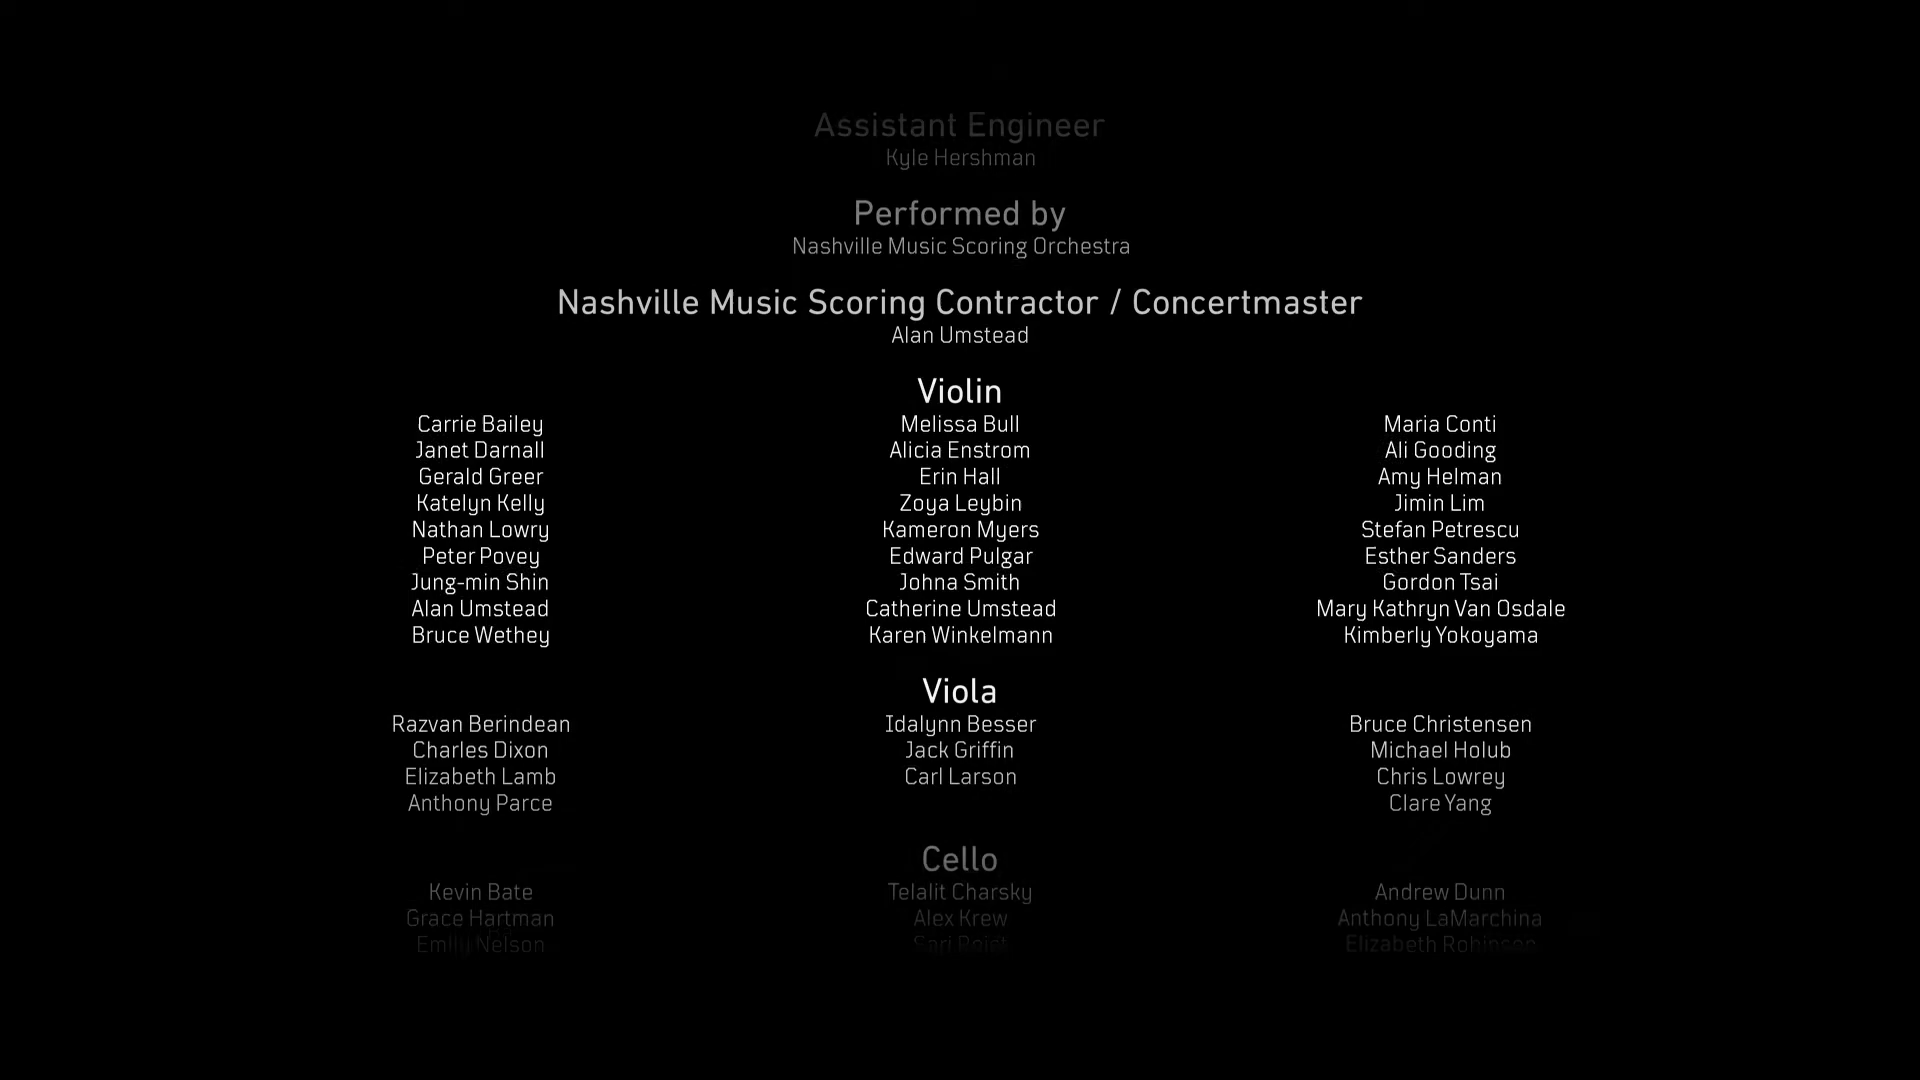 Assistant Engineer
Kyle Hershman
Performed by
Nashville Music Scoring Orchestra
Nashville Music Scoring Contractor / Concertmaster
Alan Umstead
Violin
Carrie Bailey Melissa Bull Maria Conti
Janet Darnall Alicia Enstrom Ali Gooding
Gerald Greer Erin Hall Amy Helman
Katelyn Kelly Zoya Leybin Jimin Lim
Nathan Lowry Kameron Myers Stefan Petrescu
Peter Povey Edward Pulgar Esther Sanders
Jung-min Shin Johna Smith Gordon Tsai
Alan Umstead Catherine Umstead Mary Kathryn Van Osdale
Bruce Wethey Karen Winkelmann Kimberly Yokoyama
Viola
Razvan Berindean Idalynn Besser Bruce Christensen
Charles Dixon Jack Griffin Michael Holub
Elizabeth Lamb Carl Larson Chris Lowrey
Anthony Parce Clare Yang
Cello
Kevin Bate Telalit Charsky Andrew Dunn
Grace Hartman Alex Krew Anthony LaMarchina
Emily Nelson Sari Elizabeth Robinson